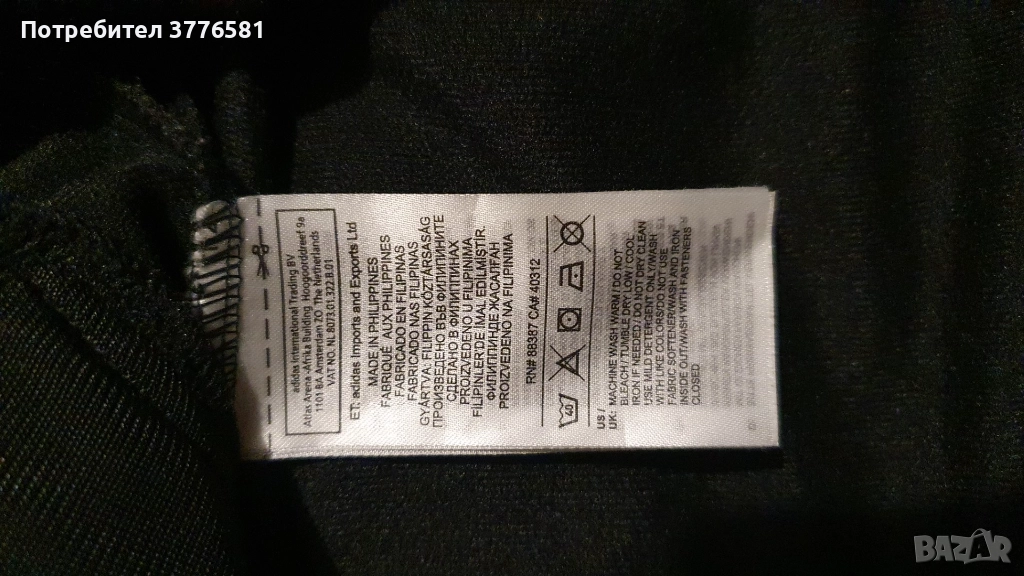 Потребител 3776581
adidas International Trading BV
Atlas Arena -Afrika Building Hoogoorddreef 9a
1101 BA Amsterdam ZO The Netherlands
VAT NO. NL 8073.01.322.B.01
ET: adidas Imports and Exports Ltd
MADE IN PHILIPPINES
FABRIQUÉ AUX PHILIPPINES
FABRICADO EN FILIPINAS
FABRICADO NAS FILIPINAS
GYÁRTVA: FILIPPIN KÖZTÁRSASÁG
ПРОИЗВЕДЕНО ВЪВ ФИЛИПИНИТЕ
СДЕЛАНО В ФИЛИППИНАХ
PROIZVEDENO U FILIPINIMA
FILIPINLER'DE IMAL EDILMISTIR.
ФИЛИППИНДЕ ЖАСАЛҒАН
PROIZVEDENO NA FILIPINIMA
RN# 88387 CA# 40312
40
US /
UK: MACHINE WASH WARM / DO NOT
BLEACH / TUMBLE DRY LOW / COOL
IRON IF NEEDED / DO NOT DRY CLEAN
USE MILD DETERGENT ONLY/WASH
WITH LIKE COLORS/DO NOT USE
FABRIC SOFTENER/WASH AND IRON
INSIDE OUT/WASH WITH FASTENERS
CLOSED
BAZAR